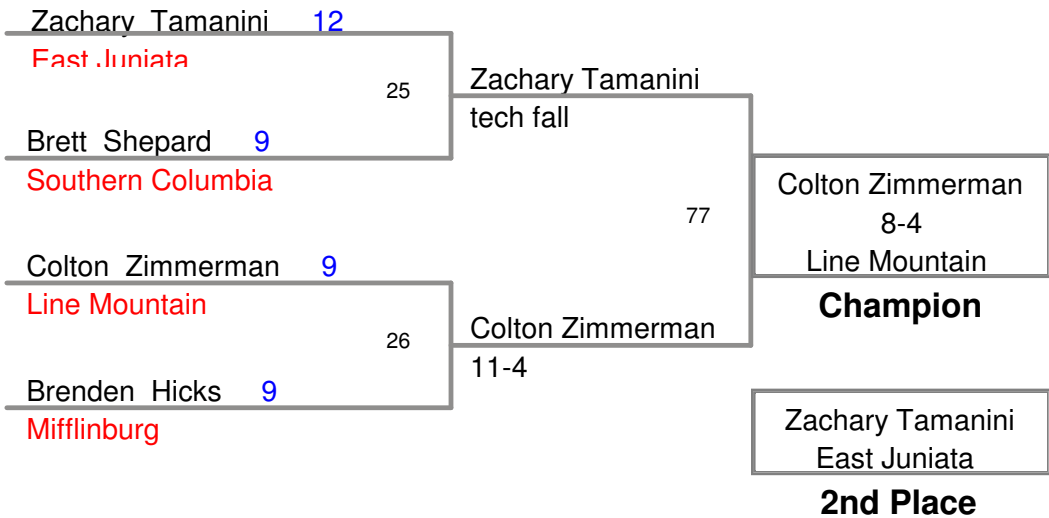 Zachary Tamanini 12
East Juniata
25
Zachary Tamanini
tech fall
Brett Shepard 9
Southern Columbia
Colton Zimmerman
8-4
Line Mountain
Champion
77
Colton Zimmerman 9
Line Mountain
26
Colton Zimmerman
11-4
Brenden Hicks 9
Mifflinburg
Zachary Tamanini
East Juniata
2nd Place